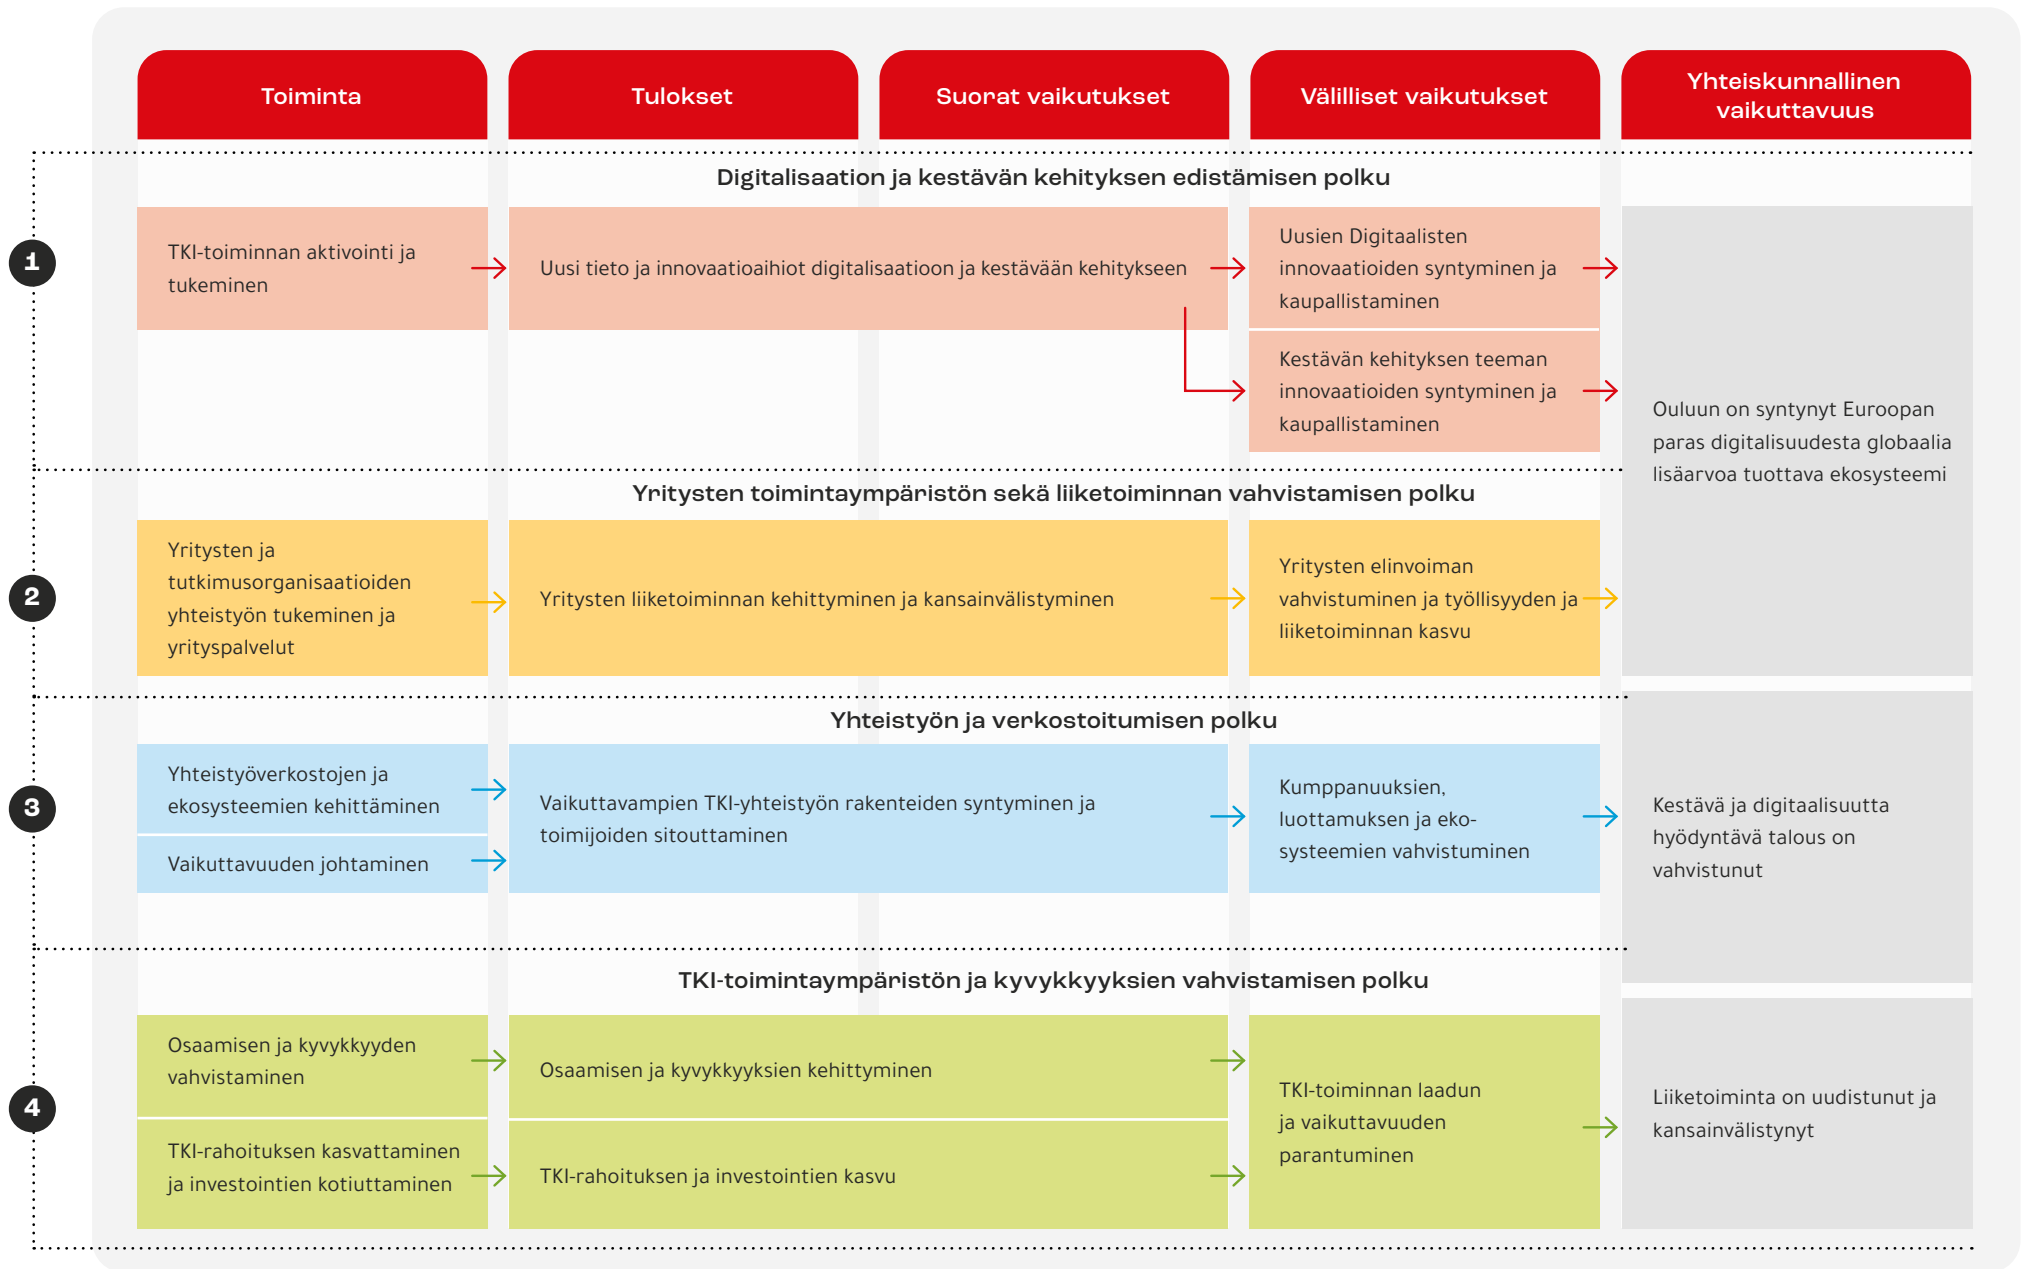 Toiminta
Tulokset
Suorat vaikutukset
Välilliset vaikutukset
Yhteiskunnallinen
vaikuttavuus
Digitalisaation ja kestävän kehityksen edistämisen polku
1
TKI-toiminnan aktivointi ja
tukeminen
Uusi tieto ja innovaatioaihiot digitalisaatioon ja kestävään kehitykseen
Uusien Digitaalisten
innovaatioiden syntyminen ja
kaupallistaminen
Kestävän kehityksen teeman
innovaatioiden syntyminen ja
kaupallistaminen
Ouluun on syntynyt Euroopan
paras digitalisuudesta globaalia
lisäarvoa tuottava ekosysteemi
Yritysten toimintaympäristön sekä liiketoiminnan vahvistamisen polku
2
Yritysten ja
tutkimusorganisaatioiden
yhteistyön tukeminen ja
yrityspalvelut
Yritysten liiketoiminnan kehittyminen ja kansainvälistyminen
Yritysten elinvoiman
vahvistuminen ja työllisyyden ja
liiketoiminnan kasvu
Yhteistyön ja verkostoitumisen polku
3
Yhteistyöverkostojen ja
ekosysteemien kehittäminen
Vaikuttavuuden johtaminen
Vaikuttavampien TKI-yhteistyön rakenteiden syntyminen ja
toimijoiden sitouttaminen
Kumppanuuksien,
luottamuksen ja eko-
systeemien vahvistuminen
Kestävä ja digitaalisuutta
hyödyntävä talous on
vahvistunut
TKI-toimintaympäristön ja kyvykkyyksien vahvistamisen polku
4
Osaamisen ja kyvykkyyden
vahvistaminen
TKI-rahoituksen kasvattaminen
ja investointien kotiuttaminen
Osaamisen ja kyvykkyyksien kehittyminen
TKI-rahoituksen ja investointien kasvu
TKI-toiminnan laadun
ja vaikuttavuuden
parantuminen
Liiketoiminta on uudistunut ja
kansainvälistynyt